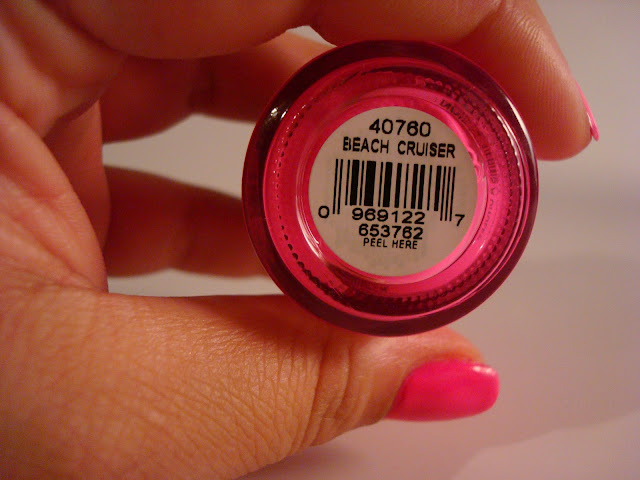 40760
BEACH CRUISER
0 969122 7
653762
PEEL HERE